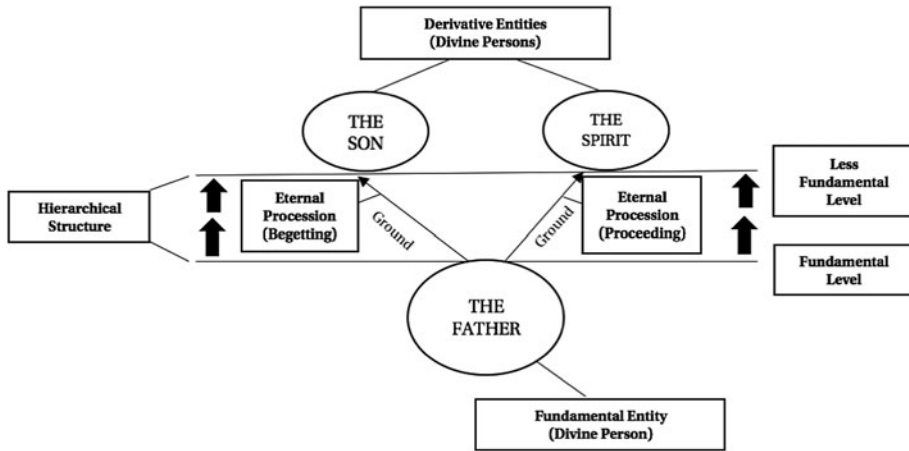 Derivative Entities
(Divine Persons)
THE
SON
THE
SPIRIT
Less
Fundamental
Level
Hierarchical
Structure
Eternal
Procession
(Begetting)
Ground
Ground
Eternal
Procession
(Proceeding)
Fundamental
Level
THE
FATHER
Fundamental Entity
(Divine Person)